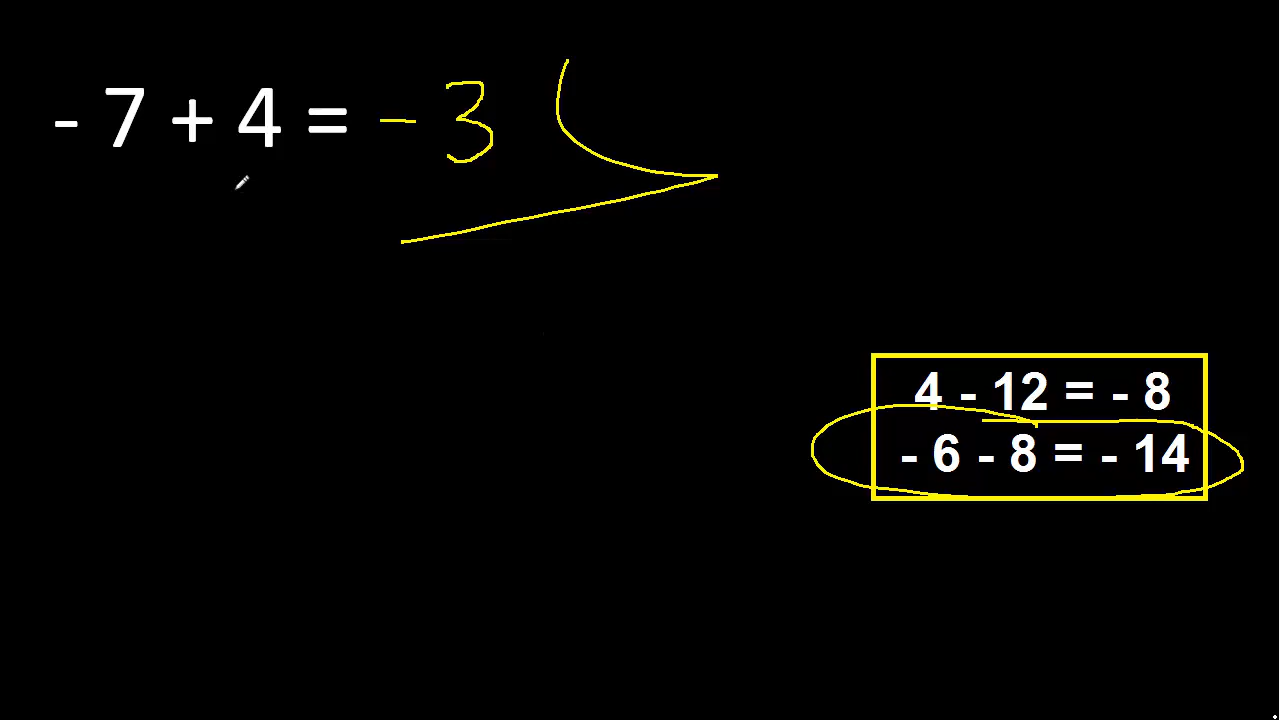 - 7 + 4 = - 3
4 - 12 = - 8
- 6 - 8 = - 14